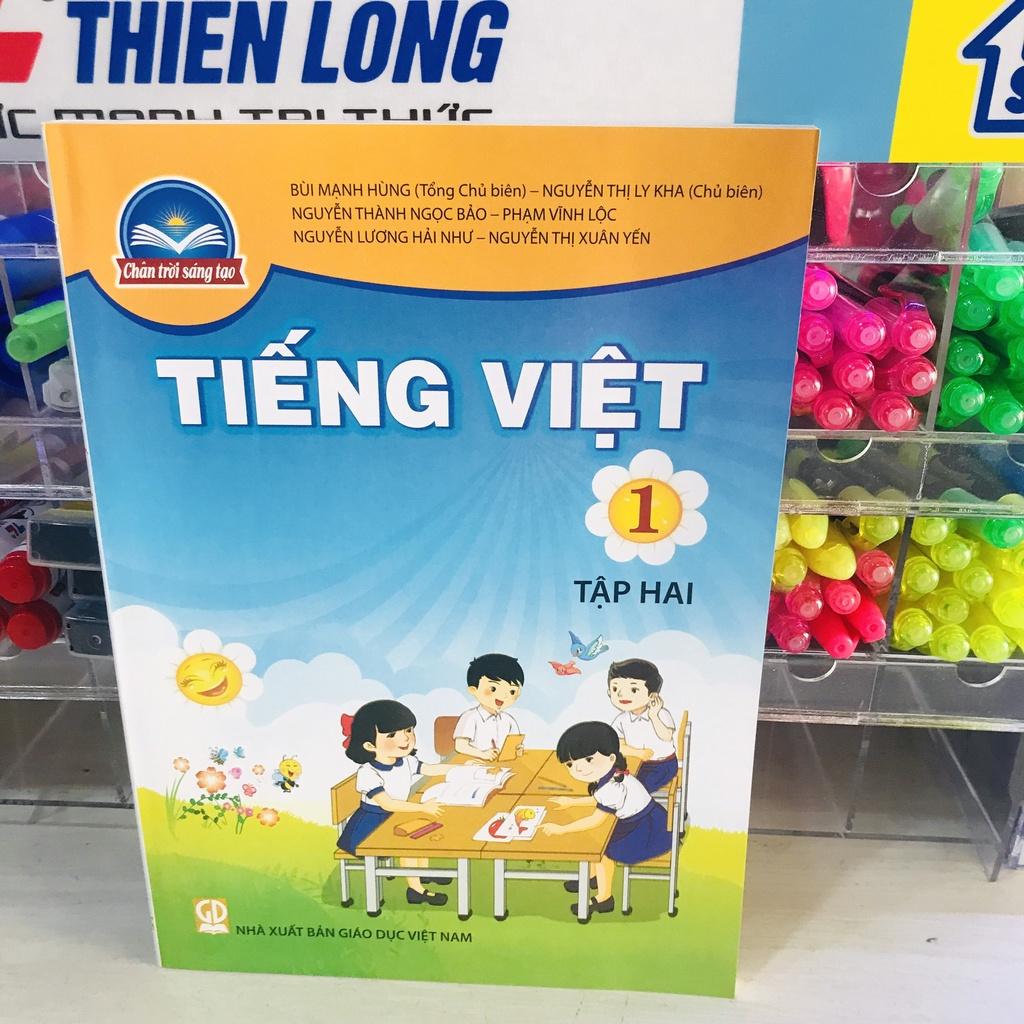 THIEN LONG
BÙI MẠNH HÙNG (Tổng Chủ biên) – NGUYỄN THỊ LY KHA (Chủ biên)
NGUYỄN THÀNH NGỌC BẢO – PHẠM VĨNH LỘC
NGUYỄN LƯƠNG HẢI NHƯ – NGUYỄN THỊ XUÂN YẾN
Chân trời sáng tạo
TIẾNG VIỆT
1
TẬP HAI
GD
NHÀ XUẤT BẢN GIÁO DỤC VIỆT NAM